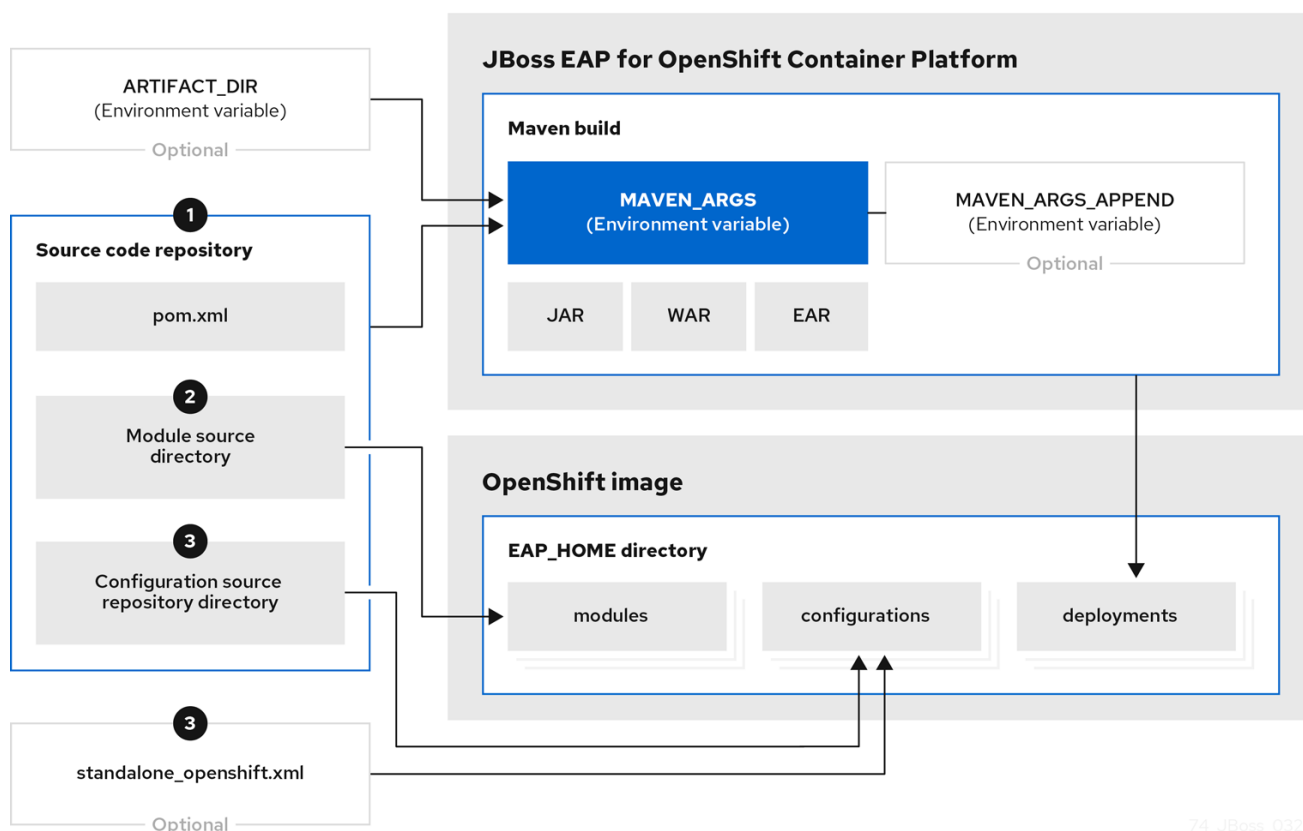 JBoss EAP for OpenShift Container Platform
ARTIFACT_DIR
(Environment variable)
Optional
Maven build
MAVEN_ARGS
(Environment variable)
MAVEN_ARGS_APPEND
(Environment variable)
Optional
JAR
WAR
EAR
1
Source code repository
pom.xml
2
Module source
directory
3
Configuration source
repository directory
OpenShift image
EAP_HOME directory
modules
configurations
deployments
3
standalone_openshift.xml
Optional
74_JBoss_032